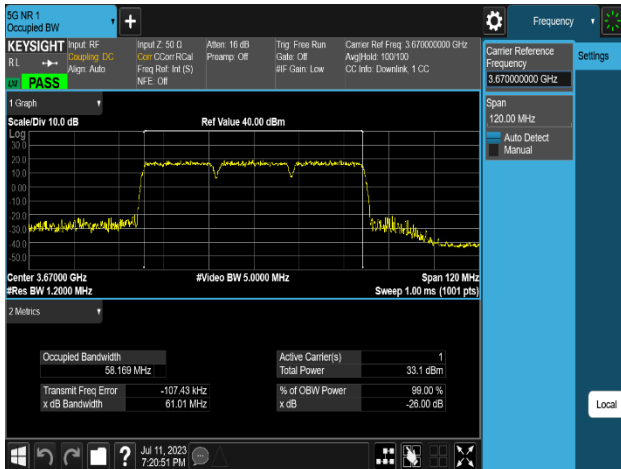 5G NR 1
Occupied BW
Frequency
KEYSIGHT Input: RF Input Z: 50 Ω Atten: 16 dB Trig: Free Run Carrier Ref Freq: 3.670000000 GHz
RL Coupling: DC Corr CCorr RCal Preamp: Off Gate: Off Avg|Hold: 100/100
Align: Auto Freq Ref: Int (S) #IF Gain: Low CC Info: Downlink, 1 CC
NFE: Off
PASS
Carrier Reference
Frequency
3.670000000 GHz
Settings
Span
120.00 MHz
Auto Detect
Manual
1 Graph
Scale/Div 10.0 dB Ref Value 40.00 dBm
Log
30.0
20.0
10.0
0.00
-10.0
-20.0
-30.0
-40.0
-50.0
Center 3.67000 GHz #Video BW 5.0000 MHz Span 120 MHz
#Res BW 1.2000 MHz Sweep 1.00 ms (1001 pts)
2 Metrics
Occupied Bandwidth
58.169 MHz
Transmit Freq Error -107.43 kHz
x dB Bandwidth 61.01 MHz
Active Carrier(s) 1
Total Power 33.1 dBm
% of OBW Power 99.00 %
x dB -26.00 dB
Local
?
Jul 11, 2023
7:20:51 PM